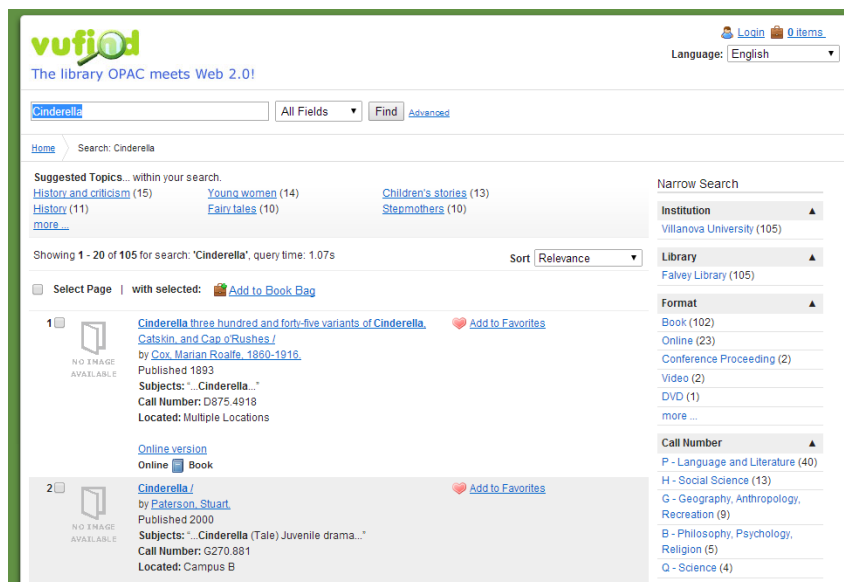 vufind
Login 0 items
The library OPAC meets Web 2.0!
Language: English
Cinderella
All Fields
Find
Advanced
Home
Search: Cinderella
Suggested Topics... within your search.
History and criticism (15) Young women (14) Children's stories (13)
History (11) Fairy tales (10) Stepmothers (10)
more ...
Showing 1 - 20 of 105 for search: 'Cinderella', query time: 1.07s
Sort Relevance
Select Page | with selected: Add to Book Bag
1
NO IMAGE
AVAILABLE
Cinderella three hundred and forty-five variants of Cinderella,
Catskin, and Cap o'Rushes /
by Cox, Marian Roalfe, 1860-1916.
Published 1893
Subjects: "...Cinderella..."
Call Number: D875.4918
Located: Multiple Locations
Online version
Online Book
Add to Favorites
2
NO IMAGE
AVAILABLE
Cinderella /
by Paterson, Stuart.
Published 2000
Subjects: "...Cinderella (Tale) Juvenile drama..."
Call Number: G270.881
Located: Campus B
Add to Favorites
Narrow Search
Institution
Villanova University (105)
Library
Falvey Library (105)
Format
Book (102)
Online (23)
Conference Proceeding (2)
Video (2)
DVD (1)
more ...
Call Number
P - Language and Literature (40)
H - Social Science (13)
G - Geography, Anthropology,
Recreation (9)
B - Philosophy, Psychology,
Religion (5)
Q - Science (4)